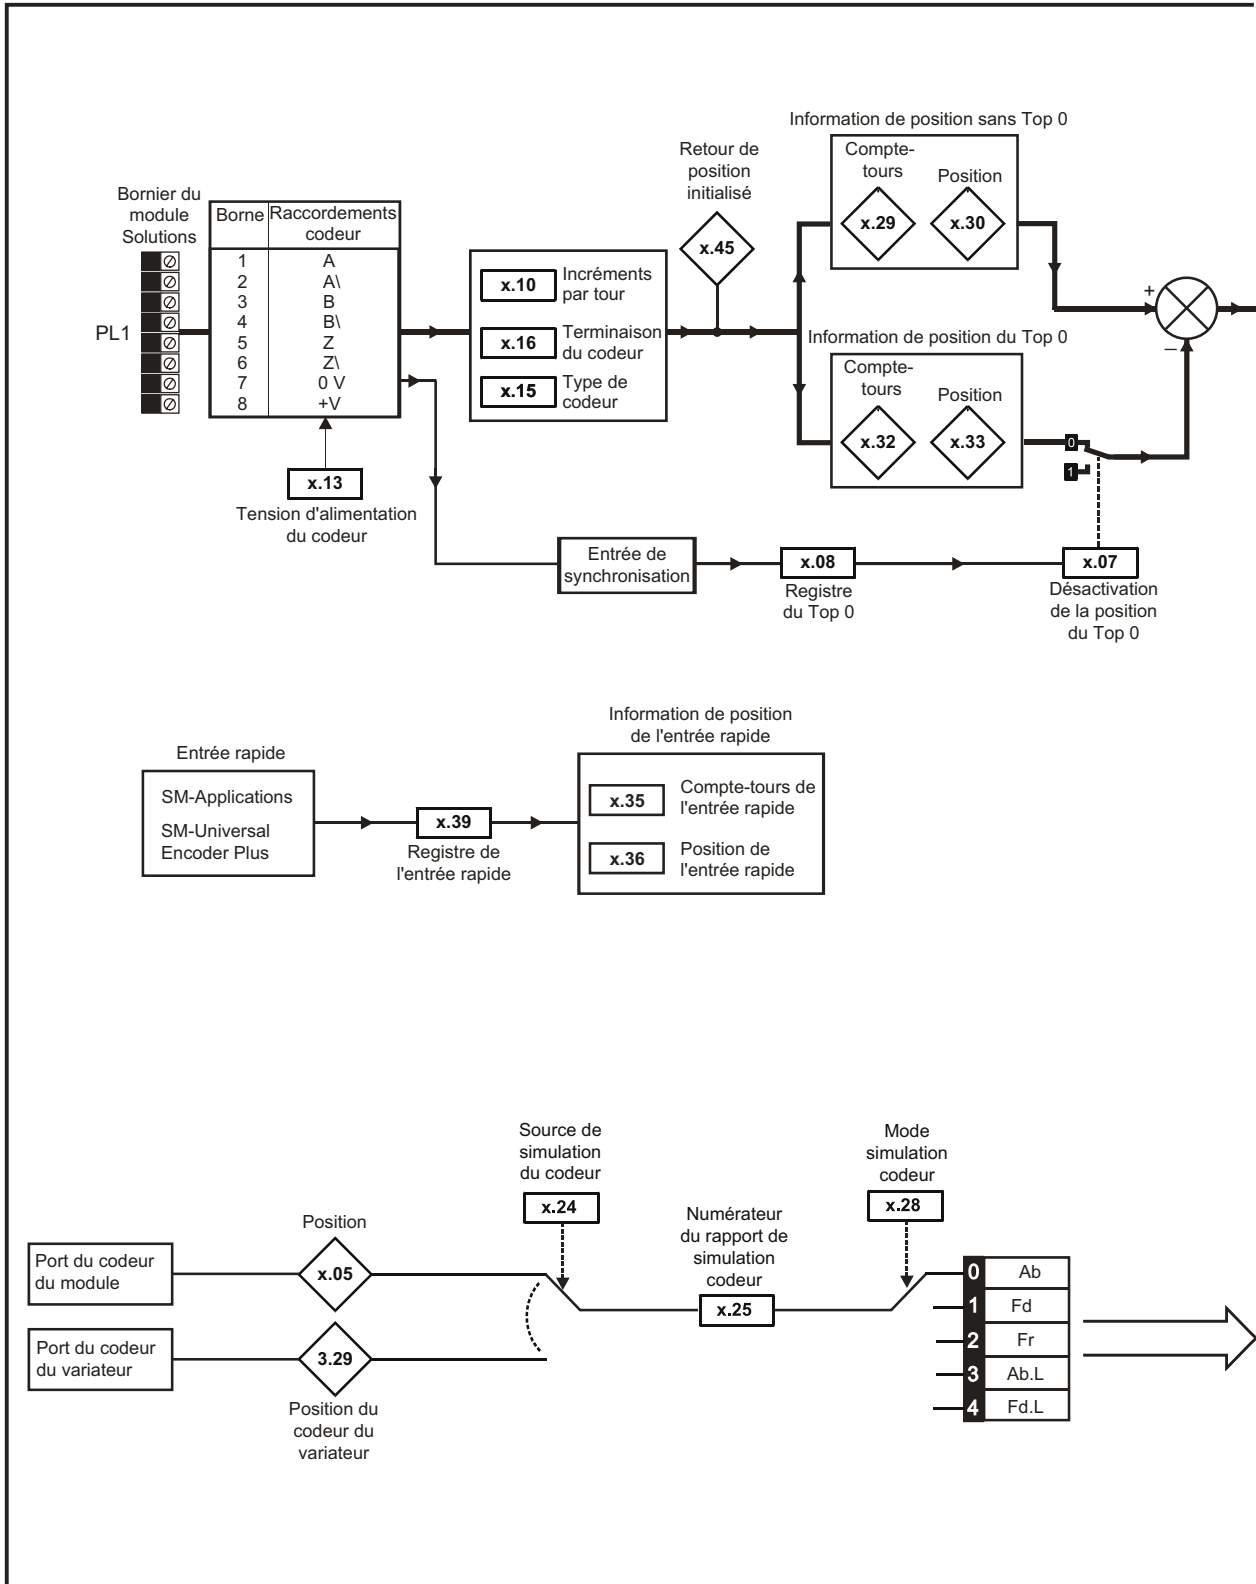 Information de position sans Top 0
Retour de
position
initialisé
Compte-
tours
Position
x.29
x.30
x.45
Bornier du
module
Solutions
PL1
Borne
Raccordements
codeur
1 A
2 A\
3 B
4 B\
5 Z
6 Z\
7 0 V
8 +V
x.10 Incréments
par tour
x.16 Terminaison
du codeur
x.15 Type de
codeur
+
–
Information de position du Top 0
Compte-
tours
Position
x.32
x.33
0
1
x.13
Tension d'alimentation
du codeur
Entrée de
synchronisation
x.08
Registre
du Top 0
x.07
Désactivation
de la position
du Top 0
Entrée rapide
SM-Applications
SM-Universal
Encoder Plus
x.39
Registre de
l'entrée rapide
Information de position
de l'entrée rapide
x.35 Compte-tours de
l'entrée rapide
x.36 Position de
l'entrée rapide
Source de
simulation
du codeur
x.24
Mode
simulation
codeur
x.28
Numérateur
du rapport de
simulation
codeur
x.25
Position
Port du codeur
du module
x.05
Port du codeur
du variateur
3.29
Position du
codeur du
variateur
0 Ab
1 Fd
2 Fr
3 Ab.L
4 Fd.L